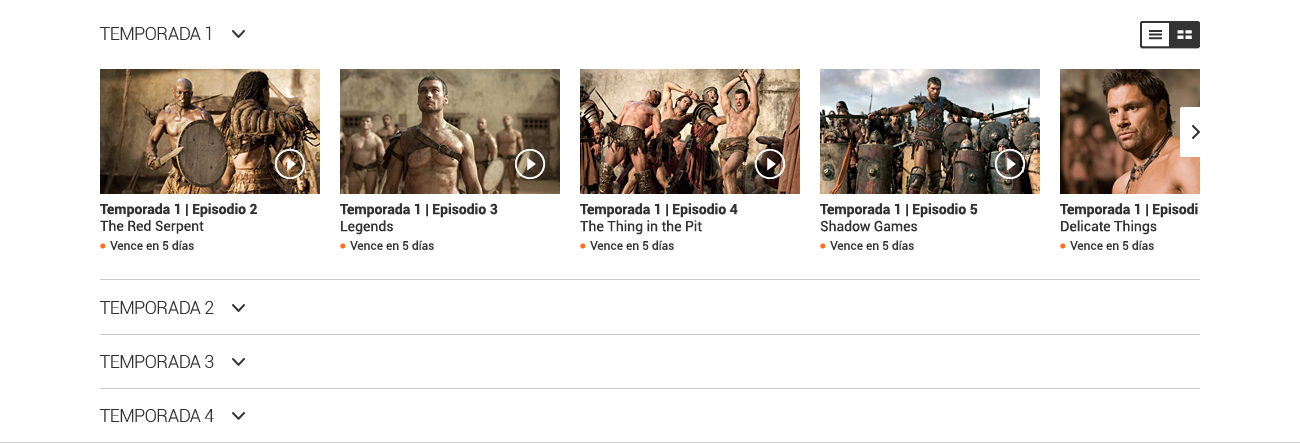 TEMPORADA 1
Temporada 1 | Episodio 2
The Red Serpent
Vence en 5 días
Temporada 1 | Episodio 3
Legends
Vence en 5 días
Temporada 1 | Episodio 4
The Thing in the Pit
Vence en 5 días
Temporada 1 | Episodio 5
Shadow Games
Vence en 5 días
Temporada 1 | Episodi
Delicate Things
Vence en 5 días
TEMPORADA 2
TEMPORADA 3
TEMPORADA 4